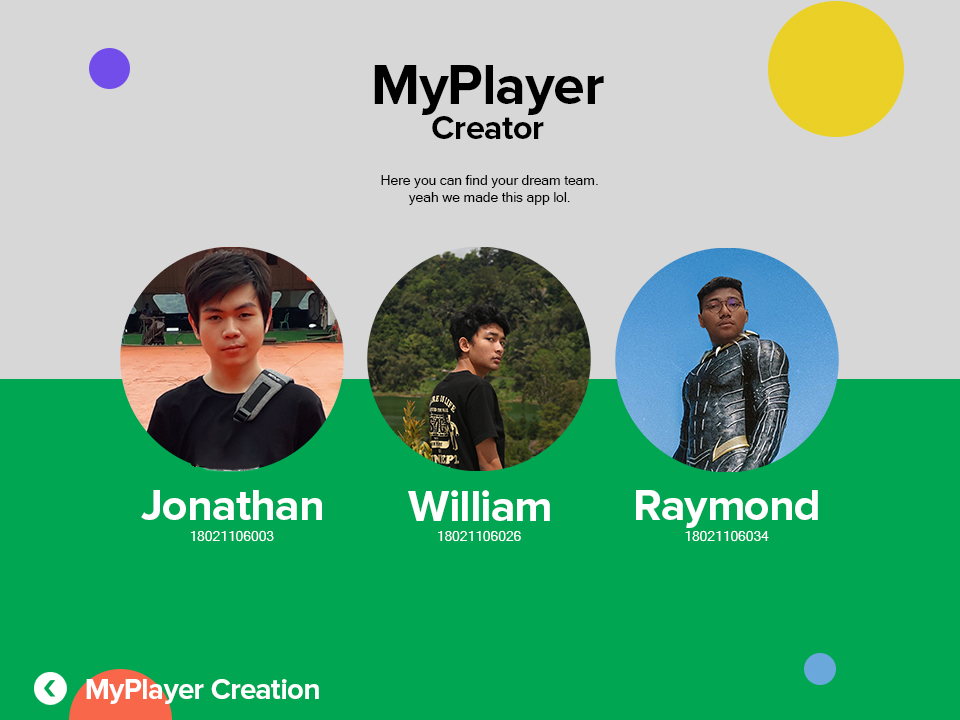 MyPlayer
Creator
Here you can find your dream team.
yeah we made this app lol.
Jonathan
William
Raymond
18021106003
18021106026
18021106034
MyPlayer Creation